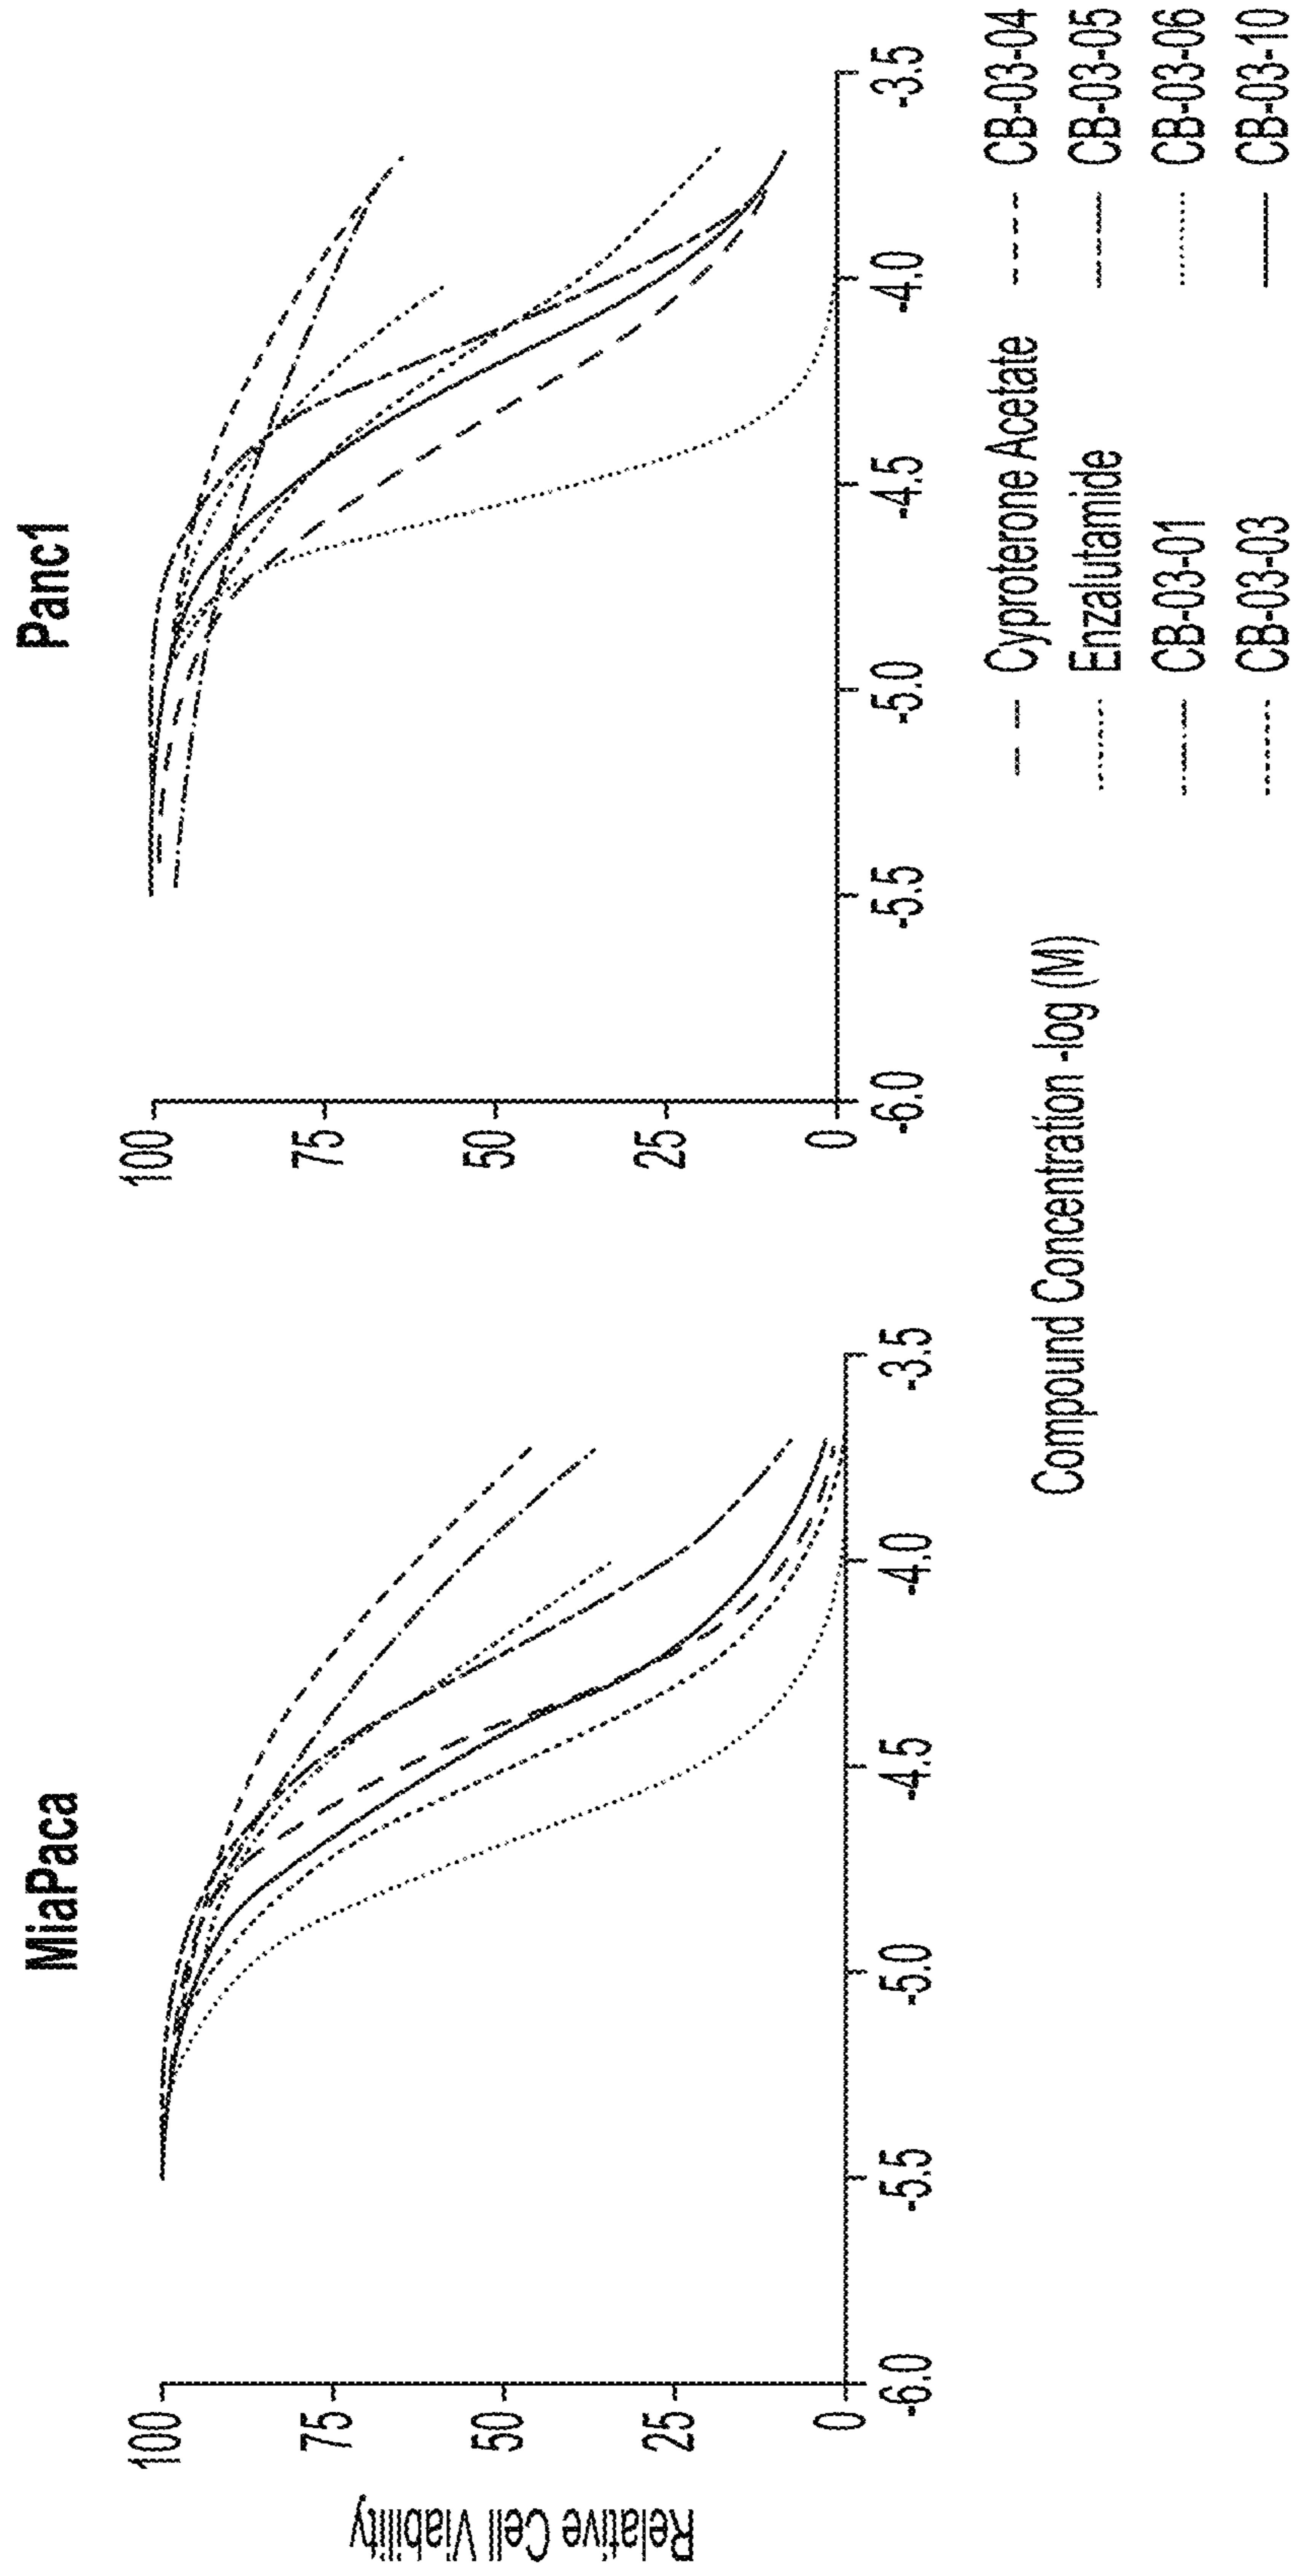 MiaPaca
Relative Cell Viability
100
75
50
25
0
-6.0
-5.5
-5.0
-4.5
-4.0
-3.5
Panc1
100
75
50
25
0
-6.0
-5.5
-5.0
-4.5
-4.0
-3.5
Compound Concentration -log (M)
Cyproterone Acetate
Enzalutamide
CB-03-01
CB-03-03
CB-03-04
CB-03-05
CB-03-06
CB-03-10